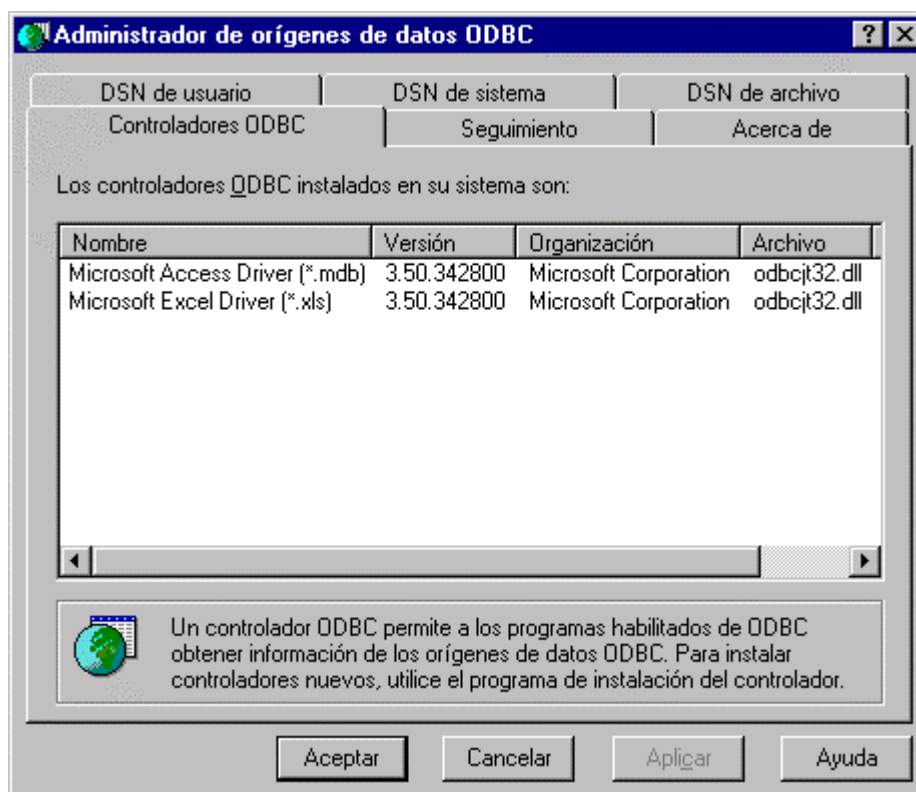 Administrador de orígenes de datos ODBC
DSN de usuario DSN de sistema DSN de archivo
Controladores ODBC Seguimiento Acerca de
Los controladores ODBC instalados en su sistema son:
Nombre Versión Organización Archivo
Microsoft Access Driver (*.mdb) 3.50.342800 Microsoft Corporation odbcjt32.dll
Microsoft Excel Driver (*.xls) 3.50.342800 Microsoft Corporation odbcjt32.dll
Un controlador ODBC permite a los programas habilitados de ODBC
obtener información de los orígenes de datos ODBC. Para instalar
controladores nuevos, utilice el programa de instalación del controlador.
Aceptar Cancelar Aplicar Ayuda